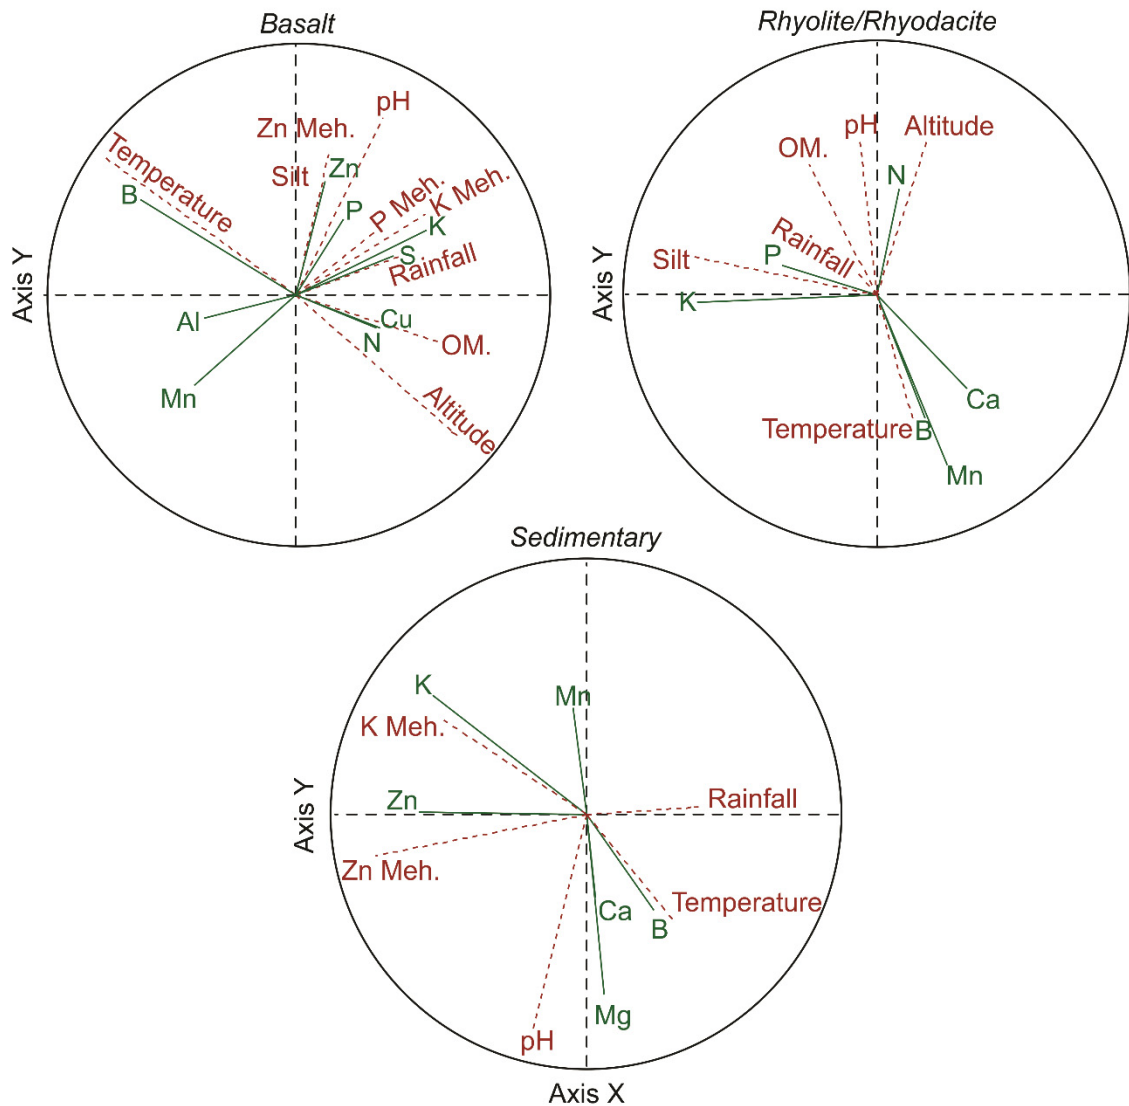 Basalt
pH
Zn Meh.
Temperature
Silt
Zn
B
P
P Meh.
K Meh.
K
S
Rainfall
Axis Y
Al
Cu
N
OM.
Mn
Altitude
Rhyolite/Rhyodacite
pH
Altitude
OM.
N
Rainfall
P
Silt
K
Axis Y
Ca
Temperature
B
Mn
Sedimentary
K
Mn
K Meh.
Zn
Rainfall
Axis Y
Zn Meh.
Ca
Temperature
B
Mg
pH
Axis X